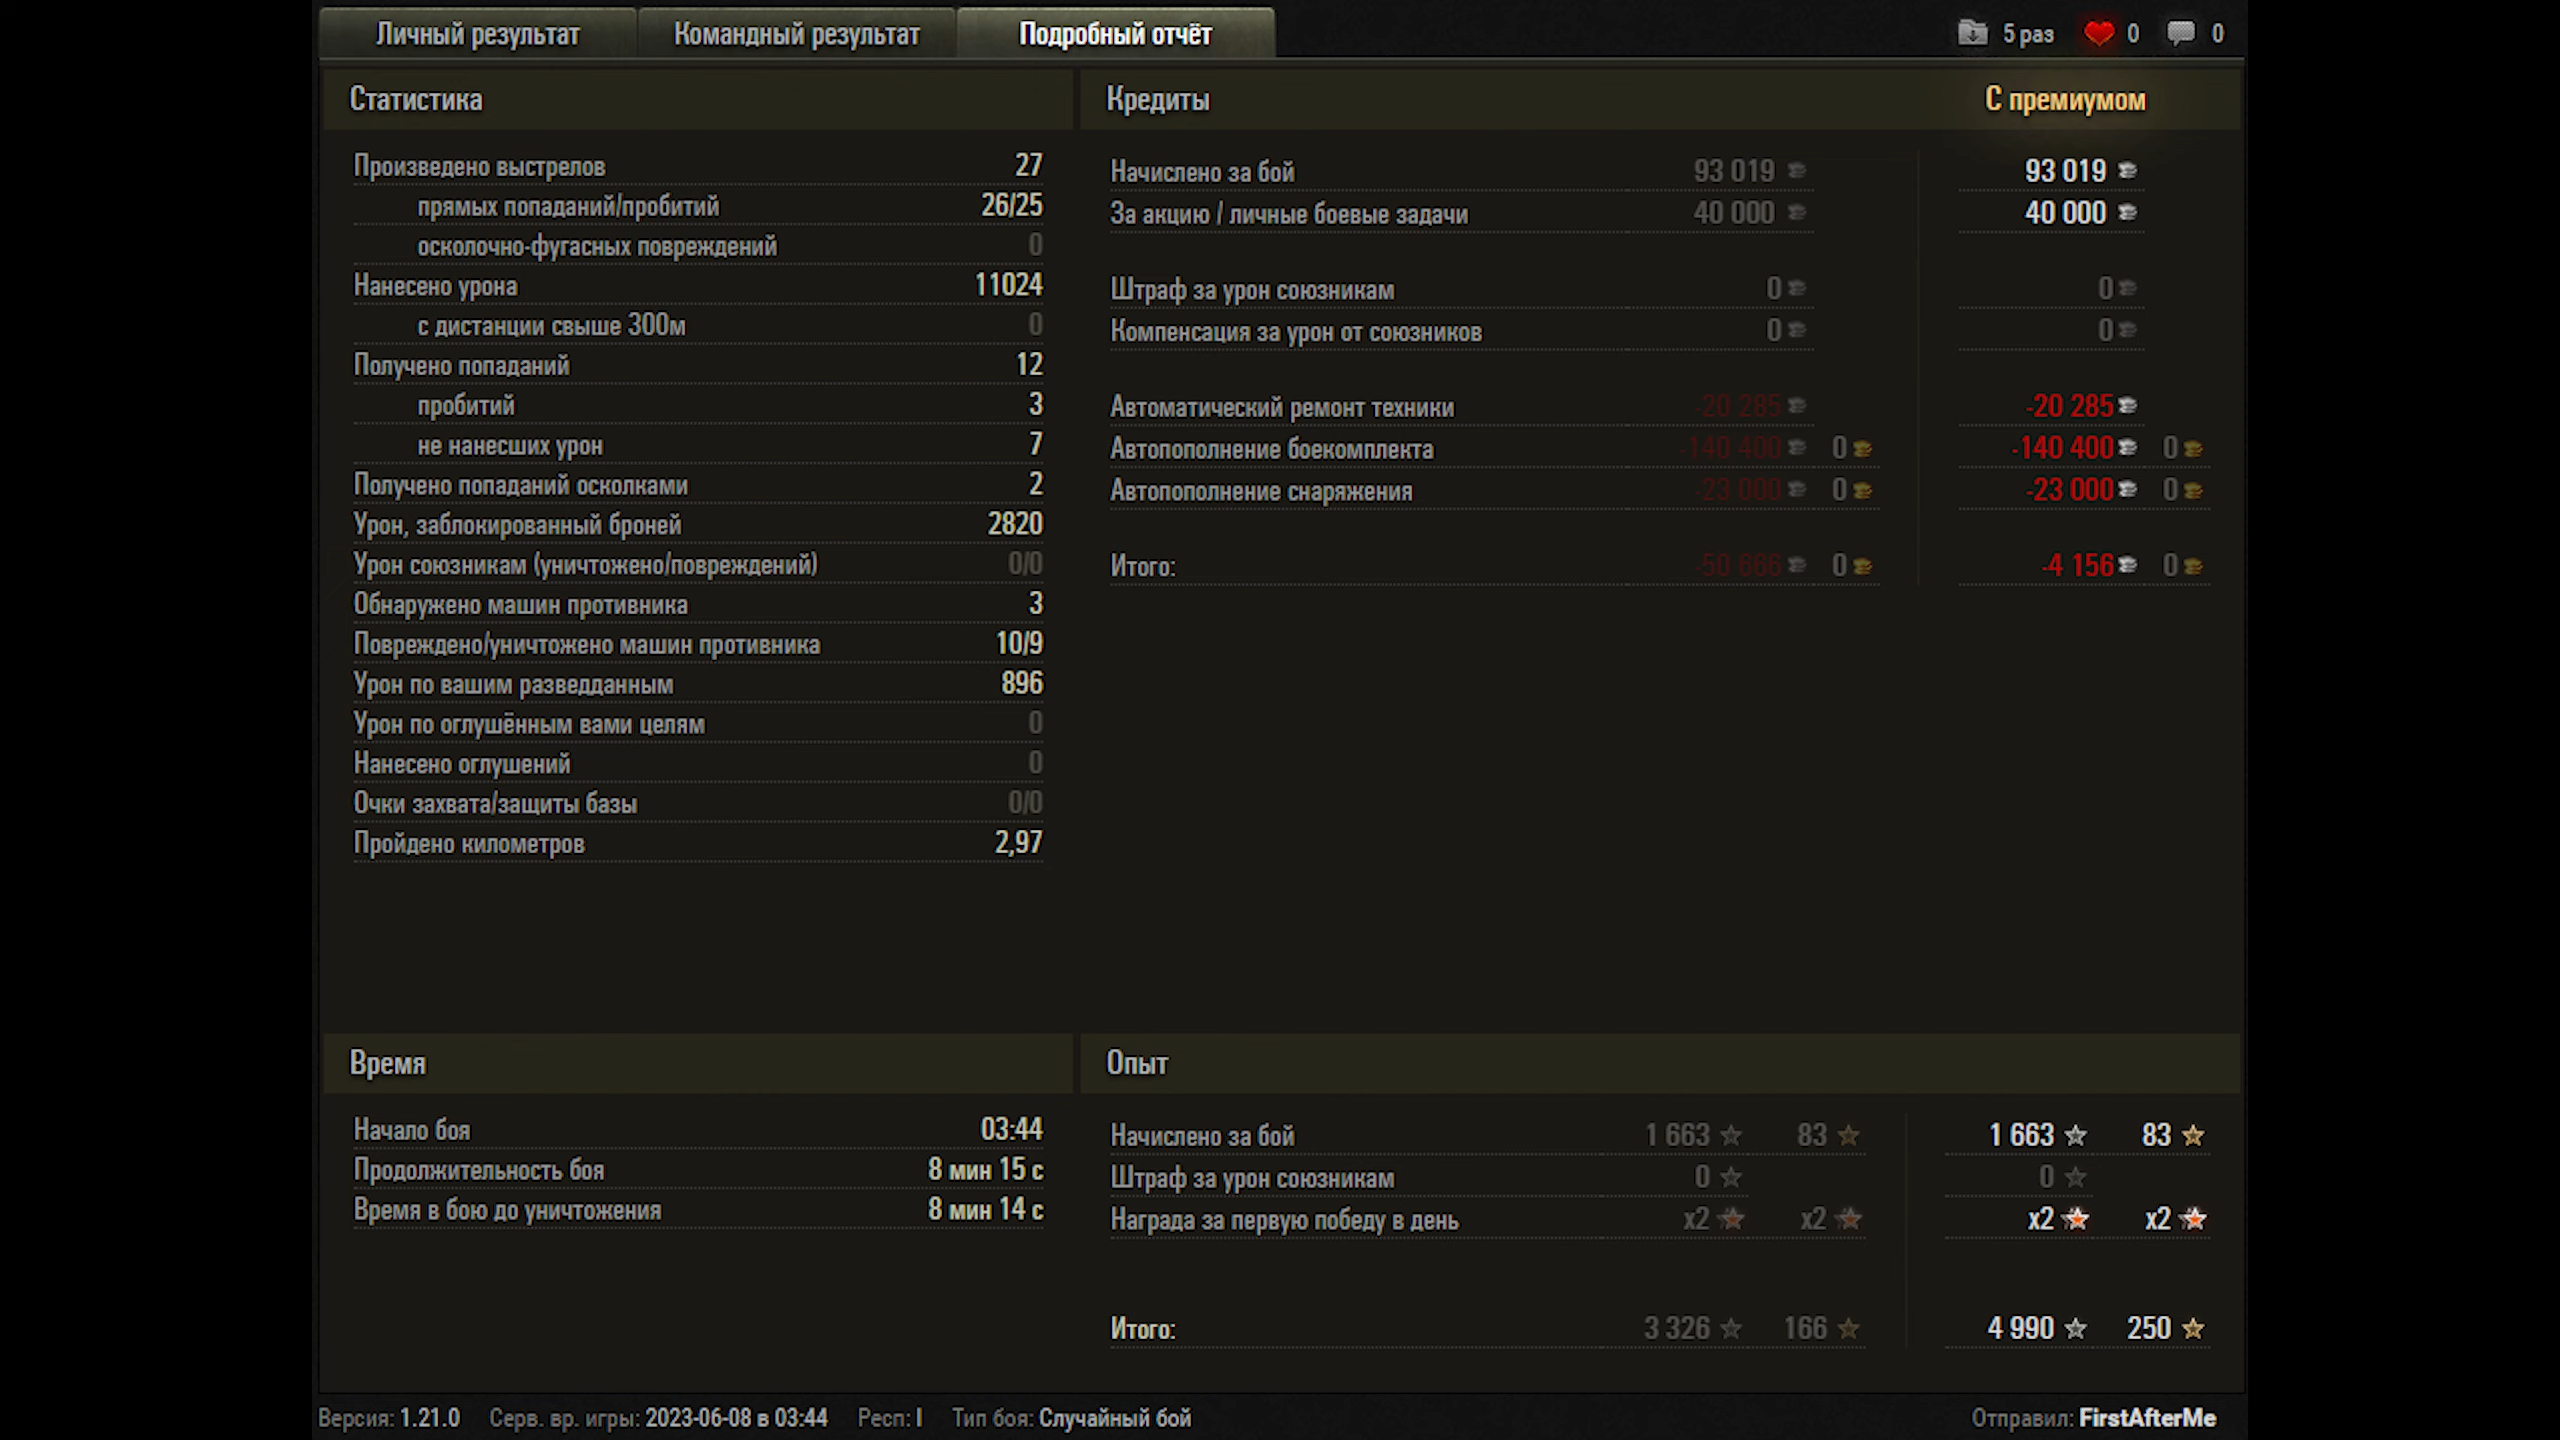 Личный результат Командный результат Подробный отчёт 5 раз 0 0
Статистика
Произведено выстрелов 27
прямых попаданий/пробитий 26/25
осколочно-фугасных повреждений 0
Нанесено урона 11024
с дистанции свыше 300м 0
Получено попаданий 12
пробитий 3
не нанесших урон 7
Получено попаданий осколками 2
Урон, заблокированный броней 2820
Урон союзникам (уничтожено/повреждений) 0/0
Обнаружено машин противника 3
Повреждено/уничтожено машин противника 10/9
Урон по вашим разведданным 896
Урон по оглушённым вами целям 0
Нанесено оглушений 0
Очки захвата/защиты базы 0/0
Пройдено километров 2,97
Кредиты С премиумом
Начислено за бой 93 019 93 019
За акцию / личные боевые задачи 40 000 40 000
Штраф за урон союзникам 0 0
Компенсация за урон от союзников 0 0
Автоматический ремонт техники -20 285 -20 285
Автопополнение боекомплекта -140 400 0 -140 400 0
Автопополнение снаряжения -23 000 0 -23 000 0
Итого: -50 666 0 -4 156 0
Время
Начало боя 03:44
Продолжительность боя 8 мин 15 с
Время в бою до уничтожения 8 мин 14 с
Опыт
Начислено за бой 1 663 83 1 663 83
Штраф за урон союзникам 0 0
Награда за первую победу в день x2 x2 x2 x2
Итого: 3 326 166 4 990 250
Версия: 1.21.0 Серв. вр. игры: 2023-06-08 в 03:44 Респ: I Тип боя: Случайный бой Отправил: FirstAfterMe